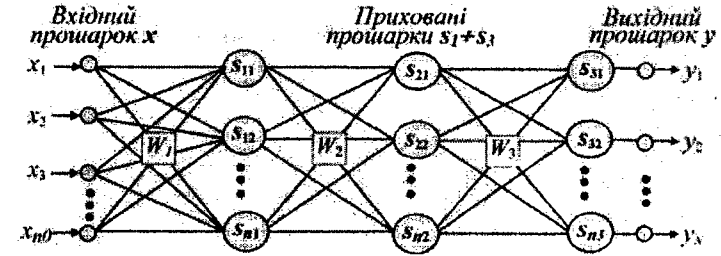 Вхідний
прошарок x
Приховані
прошарки s₁÷s₃
Вихідний
прошарок y
x₁ s₁₁ s₂₁ s₃₁ y₁
x₂ s₁₂ s₂₂ s₃₂ y₂
W₁ W₂ W₃
x₃
xₙ₀ sₙ₁ sₙ₂ sₙ₃ y_N